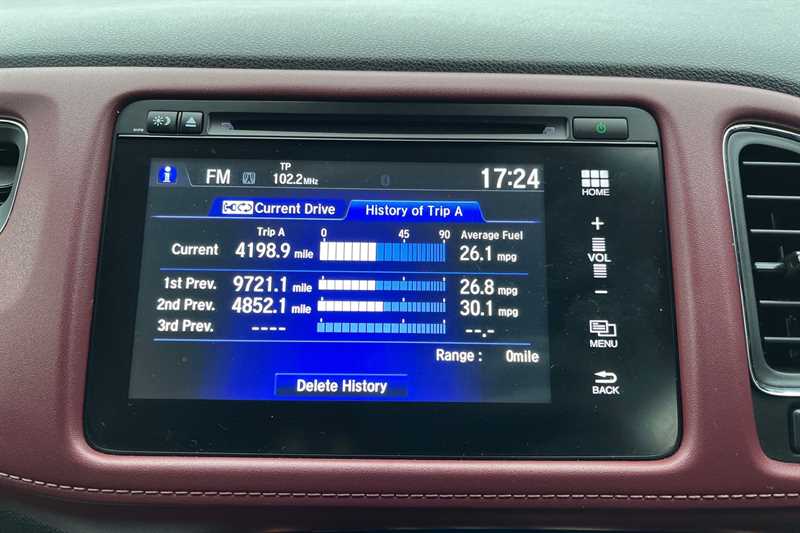 FM TP 102.2 MHz 17:24
HOME
Current Drive History of Trip A
Trip A 0 45 90 Average Fuel
Current 4198.9 mile 26.1 mpg
+
VOL
−
1st Prev. 9721.1 mile 26.8 mpg
2nd Prev. 4852.1 mile 30.1 mpg
3rd Prev. ---- --.-
MENU
Range : 0mile
Delete History
BACK